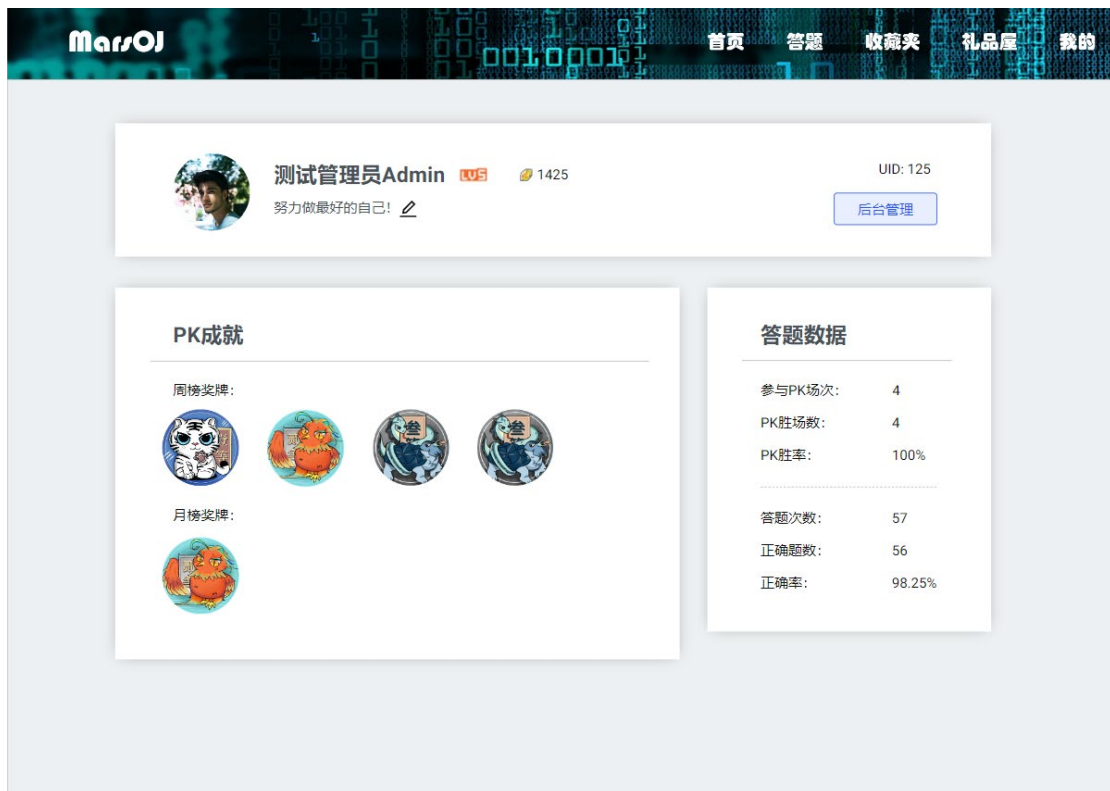 MarsOJ 首页 答题 收藏夹 礼品屋 我的
测试管理员Admin LV5 1425
UID: 125
努力做最好的自己!
后台管理
PK成就
周榜奖牌:
叁 叁
月榜奖牌:
答题数据
参与PK场次: 4
PK胜场数: 4
PK胜率: 100%
答题次数: 57
正确题数: 56
正确率: 98.25%